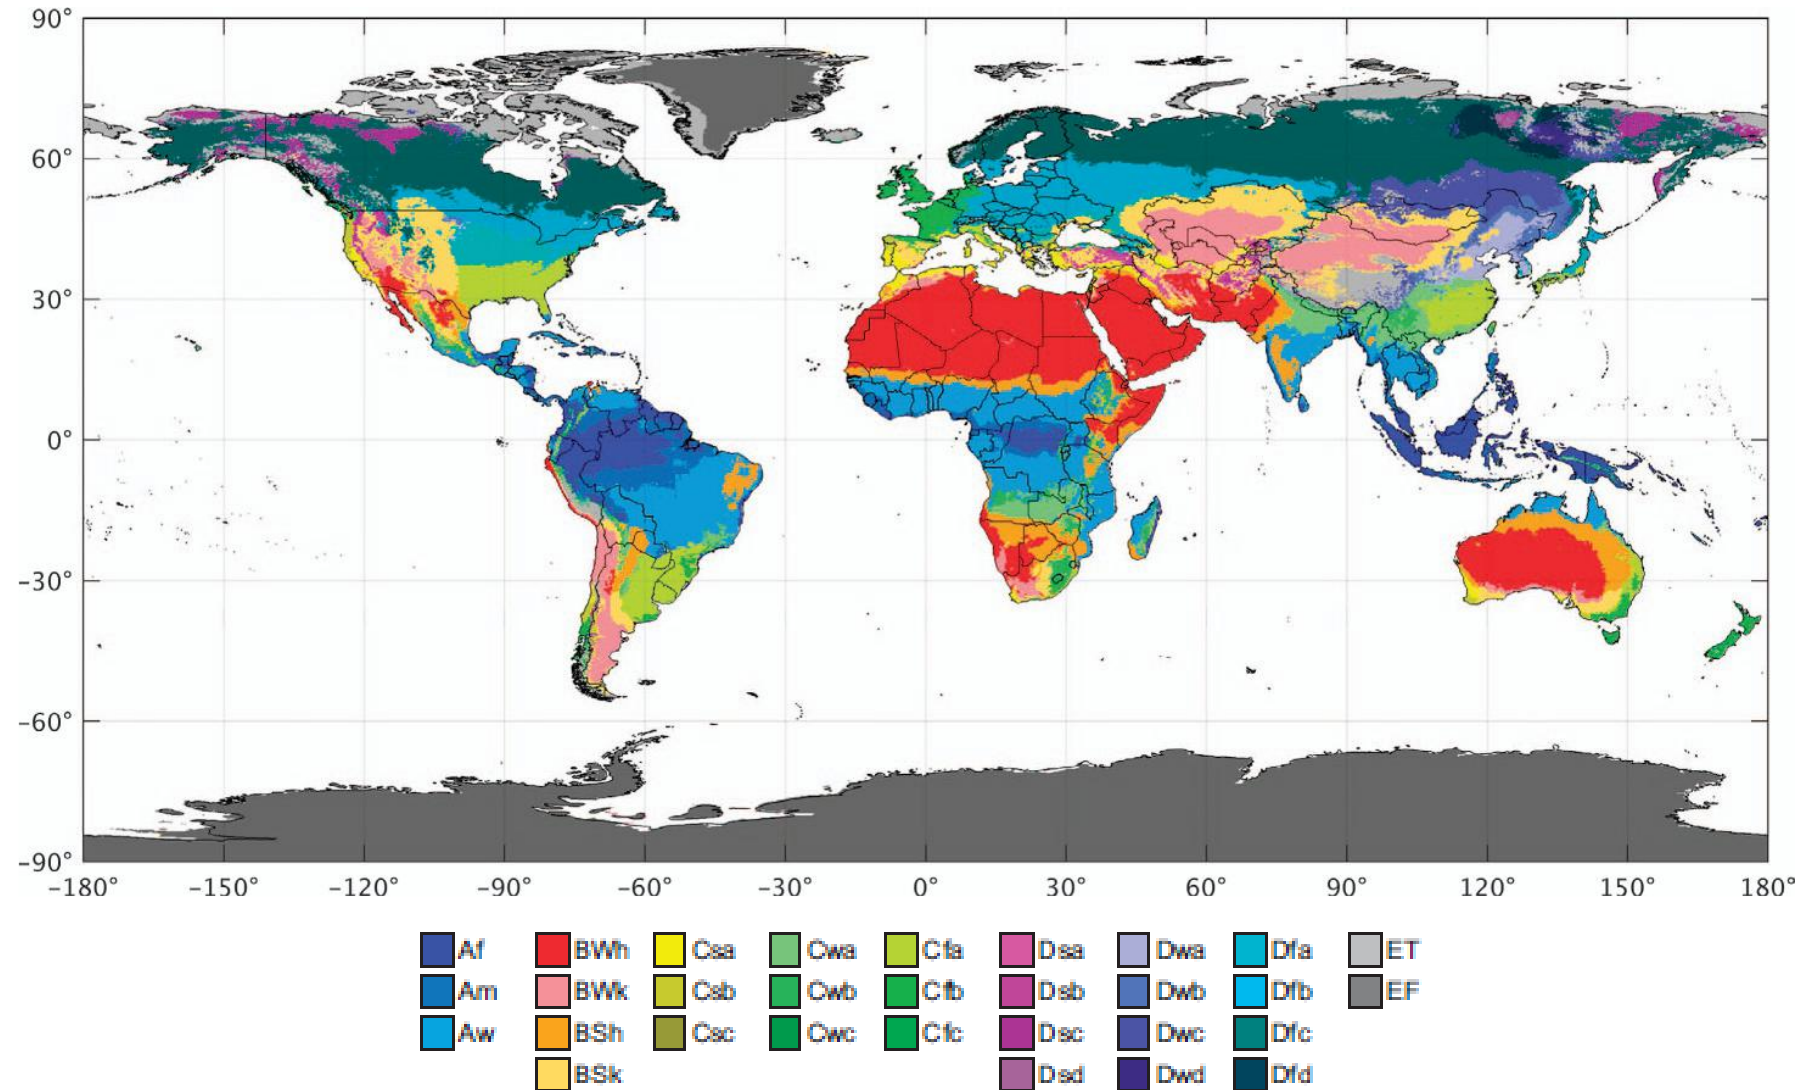 90°
60°
30°
0°
–30°
–60°
–90°
–180° –150° –120° –90° –60° –30° 0° 30° 60° 90° 120° 150° 180°
Af BWh Csa Cwa Cfa Dsa Dwa Dfa ET
Am BWk Csb Cwb Cfb Dsb Dwb Dfb EF
Aw BSh Csc Cwc Cfc Dsc Dwc Dfc
BSk Dsd Dwd Dfd